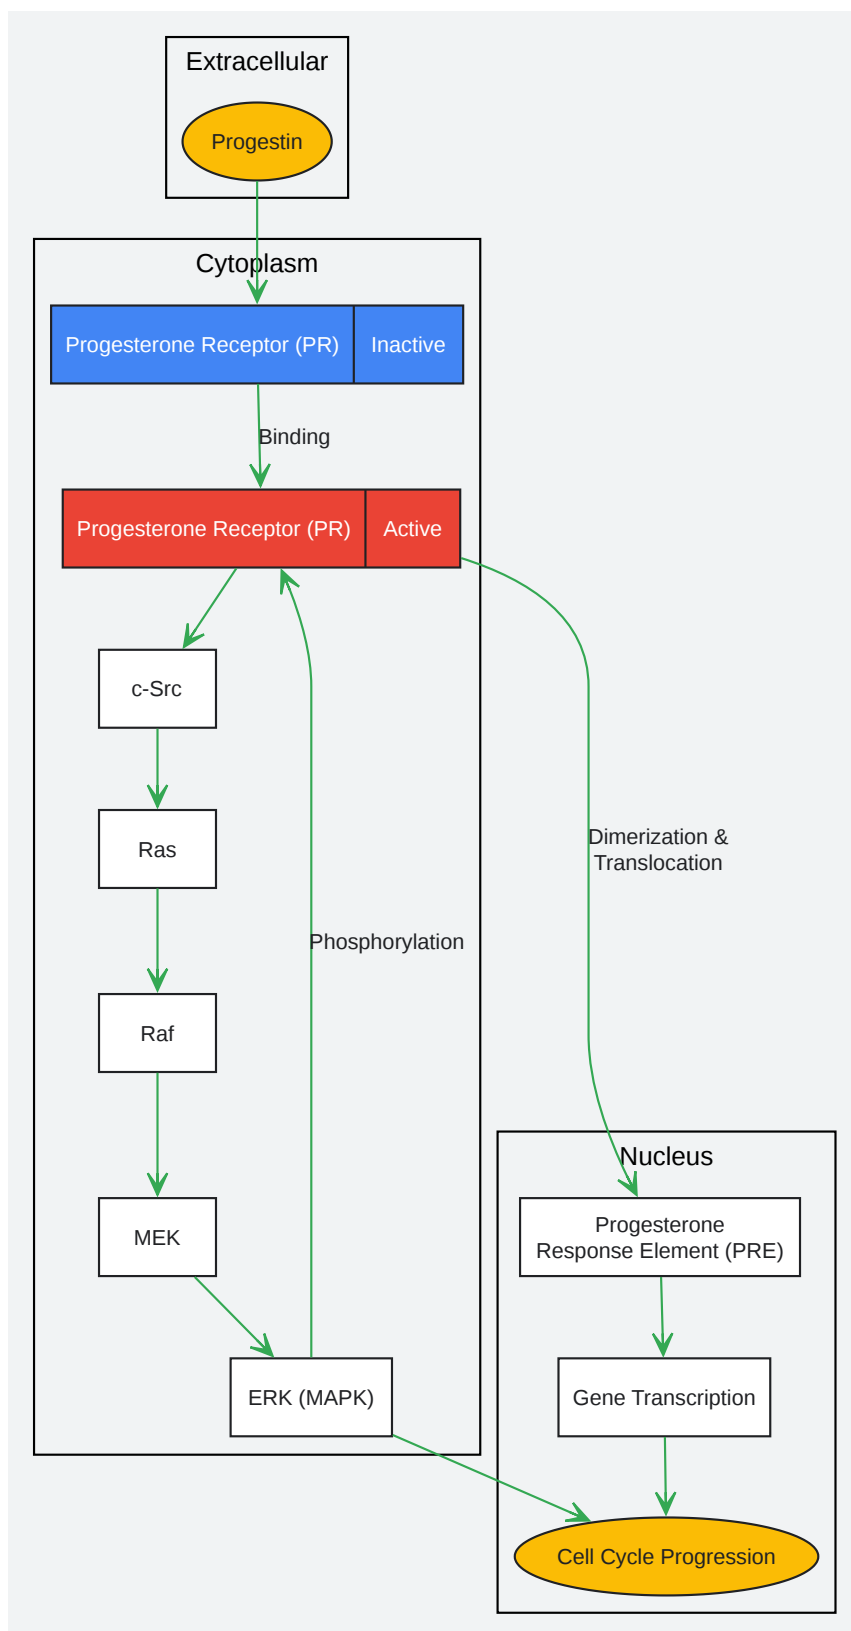 Extracellular
Progestin
Cytoplasm
Progesterone Receptor (PR)
Inactive
Binding
Progesterone Receptor (PR)
Active
c-Src
Ras
Dimerization &
Translocation
Phosphorylation
Raf
Nucleus
MEK
Progesterone
Response Element (PRE)
ERK (MAPK)
Gene Transcription
Cell Cycle Progression